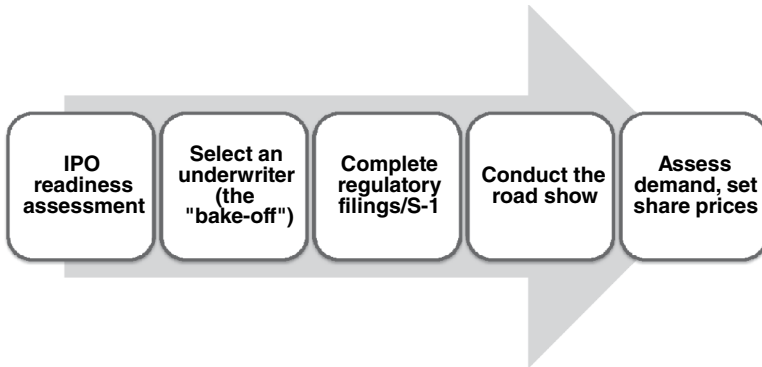 IPO
readiness
assessment
Select an
underwriter
(the
"bake-off")
Complete
regulatory
filings/S-1
Conduct the
road show
Assess
demand, set
share prices